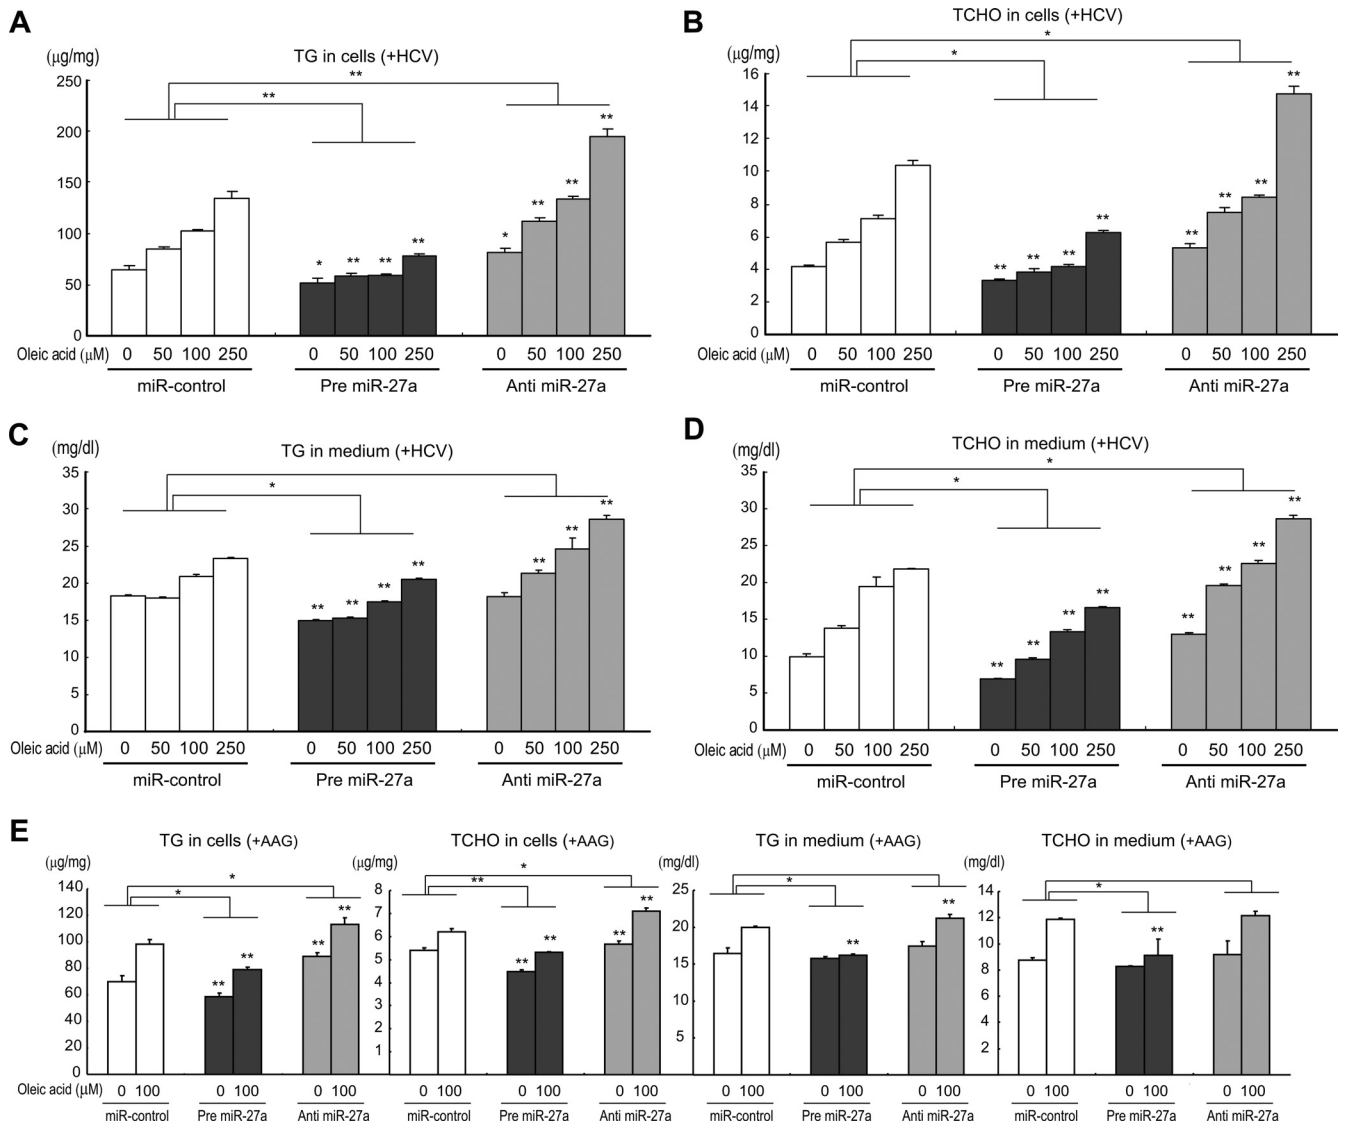 A
TG in cells (+HCV)
(μg/mg)
**
**
250
200
150
100
50
0
* ** ** **
* ** ** **
Oleic acid (μM) 0 50 100 250 0 50 100 250 0 50 100 250
miR-control Pre miR-27a Anti miR-27a
B
TCHO in cells (+HCV)
(μg/mg)
*
*
16
14
12
10
8
6
4
2
0
** ** ** **
** ** ** **
Oleic acid (μM) 0 50 100 250 0 50 100 250 0 50 100 250
miR-control Pre miR-27a Anti miR-27a
C
TG in medium (+HCV)
(mg/dl)
*
35
30
25
20
15
10
5
0
** ** ** **
** ** **
Oleic acid (μM) 0 50 100 250 0 50 100 250 0 50 100 250
miR-control Pre miR-27a Anti miR-27a
D
TCHO in medium (+HCV)
(mg/dl)
*
*
35
30
25
20
15
10
5
0
** ** ** **
** ** ** **
Oleic acid (μM) 0 50 100 250 0 50 100 250 0 50 100 250
miR-control Pre miR-27a Anti miR-27a
E
TG in cells (+AAG)
(μg/mg)
*
*
140
120
100
80
60
40
20
0
** **
** **
Oleic acid (μM) 0 100 0 100 0 100
miR-control Pre miR-27a Anti miR-27a
TCHO in cells (+AAG)
(μg/mg)
*
**
8
7
6
5
4
3
2
1
** **
** **
0 100 0 100 0 100
miR-control Pre miR-27a Anti miR-27a
TG in medium (+AAG)
(mg/dl)
*
25
20
15
10
5
**
**
0 100 0 100 0 100
miR-control Pre miR-27a Anti miR-27a
TCHO in medium (+AAG)
(mg/dl)
*
14
12
10
8
6
4
2
**
0 100 0 100 0 100
miR-control Pre miR-27a Anti miR-27a